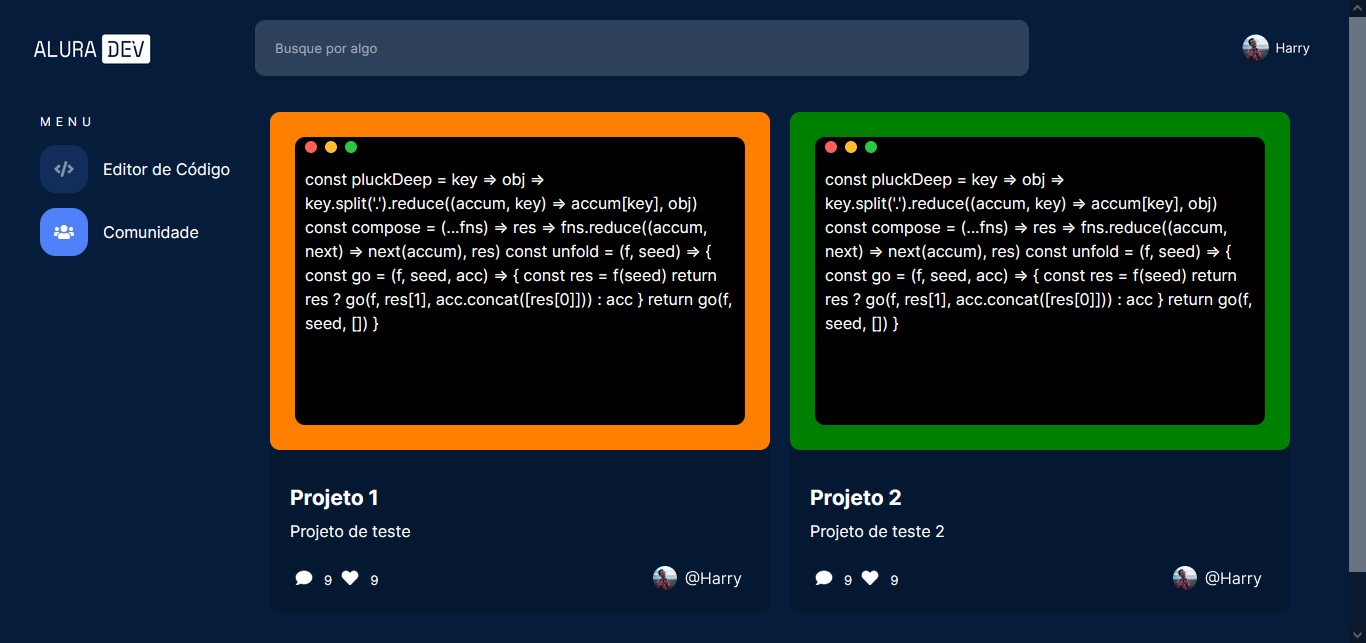 ALURA DEV
Busque por algo
Harry
MENU
Editor de Código
Comunidade
const pluckDeep = key => obj =>
key.split('.').reduce((accum, key) => accum[key], obj)
const compose = (...fns) => res => fns.reduce((accum,
next) => next(accum), res) const unfold = (f, seed) => {
const go = (f, seed, acc) => { const res = f(seed) return
res ? go(f, res[1], acc.concat([res[0]])) : acc } return go(f,
seed, []) }
Projeto 1
Projeto de teste
9 9 @Harry
const pluckDeep = key => obj =>
key.split('.').reduce((accum, key) => accum[key], obj)
const compose = (...fns) => res => fns.reduce((accum,
next) => next(accum), res) const unfold = (f, seed) => {
const go = (f, seed, acc) => { const res = f(seed) return
res ? go(f, res[1], acc.concat([res[0]])) : acc } return go(f,
seed, []) }
Projeto 2
Projeto de teste 2
9 9 @Harry